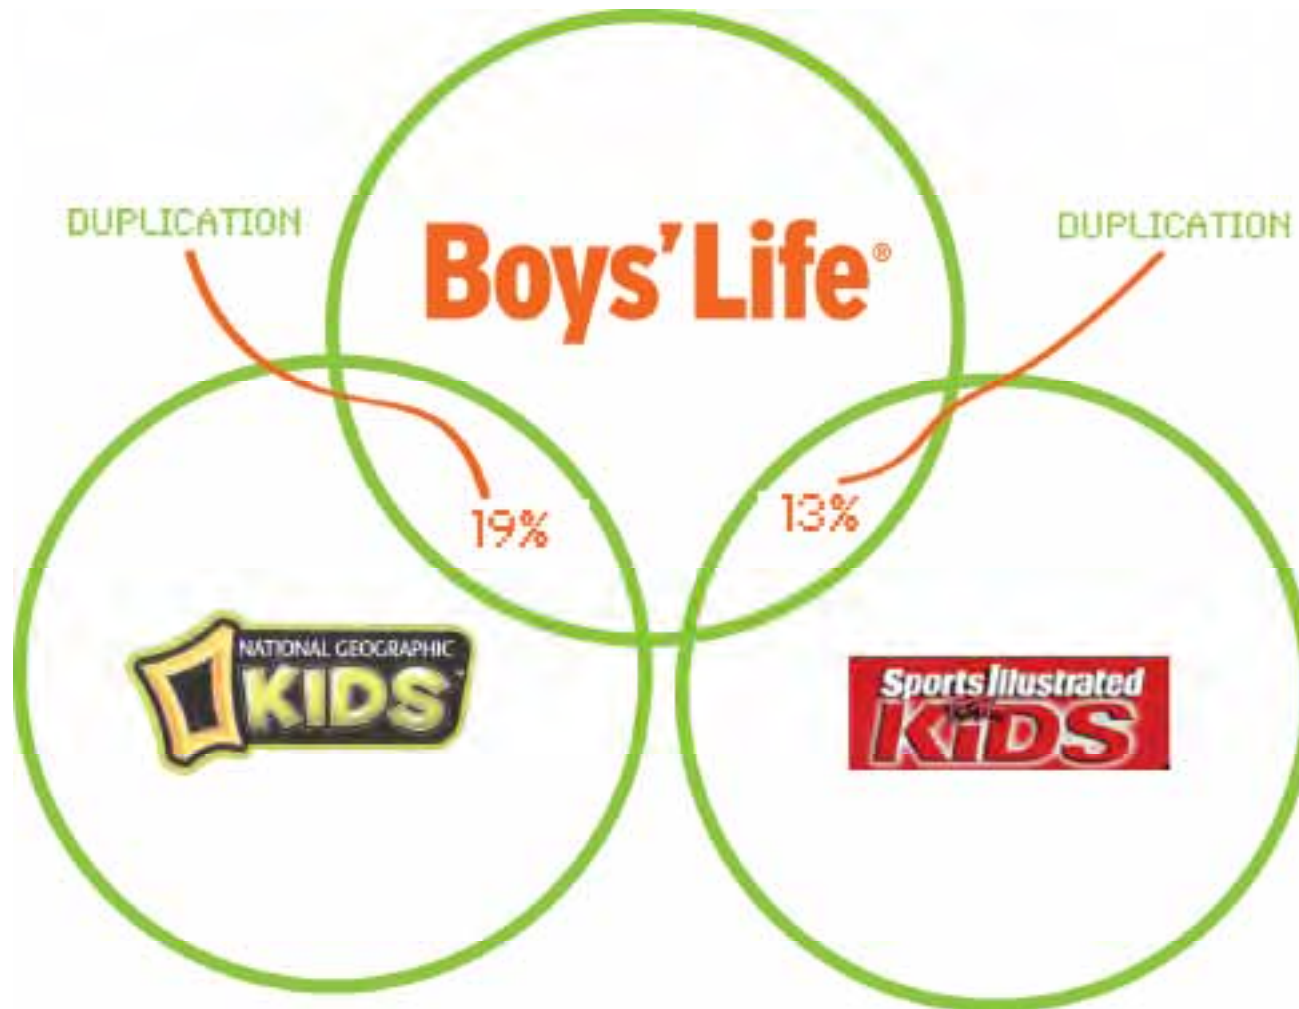 DUPLICATION
DUPLICATION
Boys' Life®
19%
13%
NATIONAL GEOGRAPHIC
KIDS
Sports Illustrated
KiDS